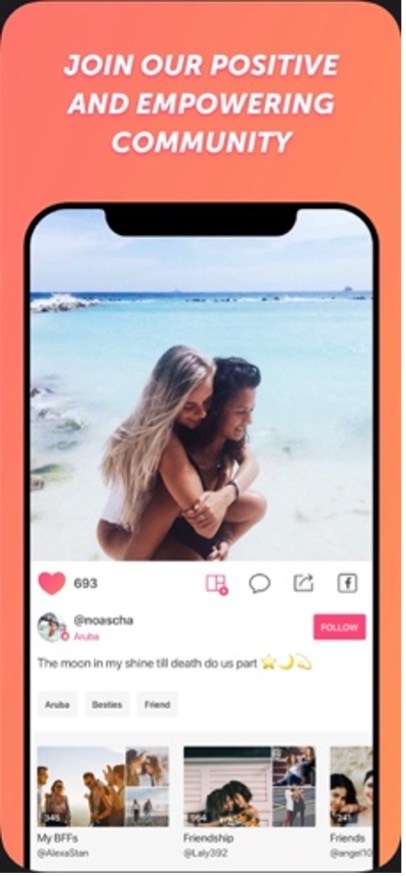 JOIN OUR POSITIVE
AND EMPOWERING
COMMUNITY
693
@noascha
Aruba
FOLLOW
The moon in my shine till death do us part ⭐🌙💫
Aruba Besties Friend
345 984 241
My BFFs Friendship Friends
@AlexaStan @Laly392 @angel10